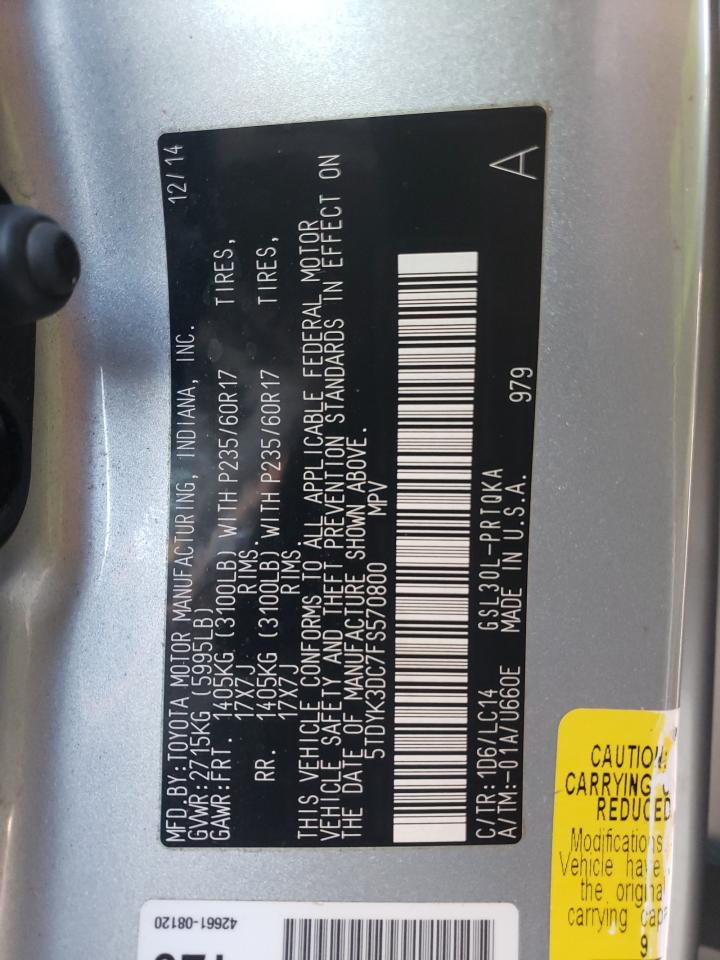 MFD.BY:TOYOTA MOTOR MANUFACTURING, INDIANA, INC. 12/14
GVWR:2715KG (5995LB)
GAWR:FRT. 1405KG (3100LB) WITH P235/60R17 TIRES,
17X7J RIMS.
RR. 1405KG (3100LB) WITH P235/60R17 TIRES,
17X7J RIMS.
THIS VEHICLE CONFORMS TO ALL APPLICABLE FEDERAL MOTOR
VEHICLE SAFETY AND THEFT PREVENTION STANDARDS IN EFFECT ON
THE DATE OF MANUFACTURE SHOWN ABOVE.
5TDYK3DC7FS570800 MPV
C/TR:1D6/LC14 GSL30L-PRTQKA
A/TM:-01A/U660E MADE IN U.S.A. 979 A
42661-08120
CAUTION:
CARRYING
REDUCED
Modifications
Vehicle have
the original
carrying
9